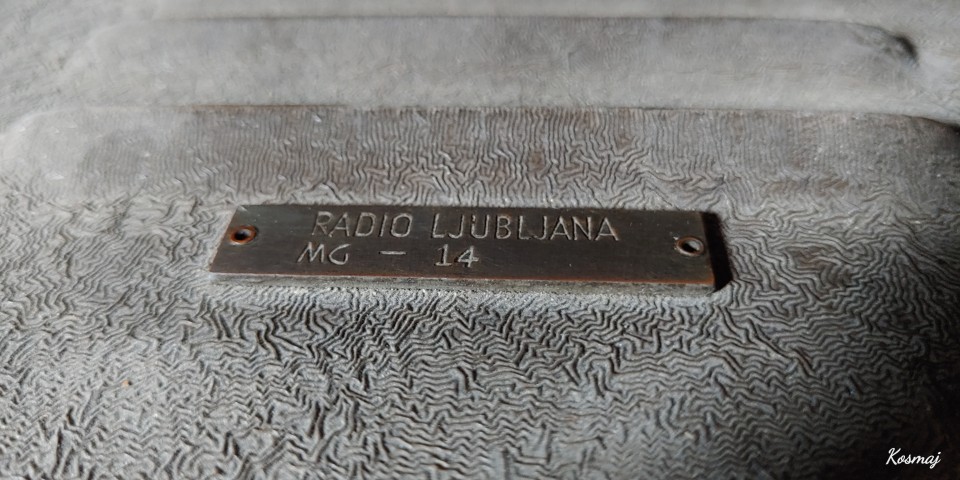 RADIO LJUBLJANA
MG - 14
Kosmaj